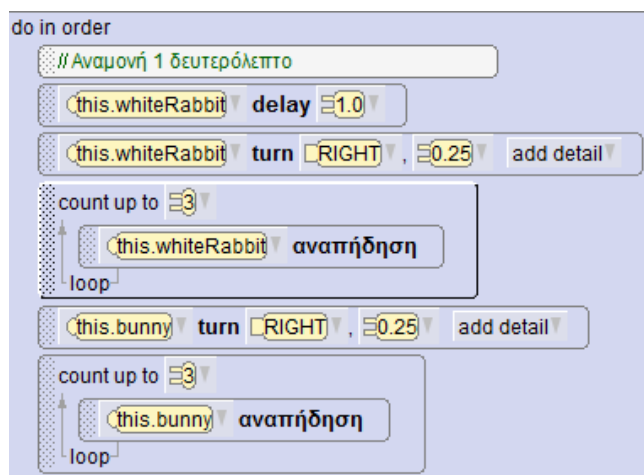 do in order
// Αναμονή 1 δευτερόλεπτο
this.whiteRabbit delay 1.0
this.whiteRabbit turn RIGHT , 0.25 add detail
count up to 3
this.whiteRabbit αναπήδηση
loop
this.bunny turn RIGHT , 0.25 add detail
count up to 3
this.bunny αναπήδηση
loop